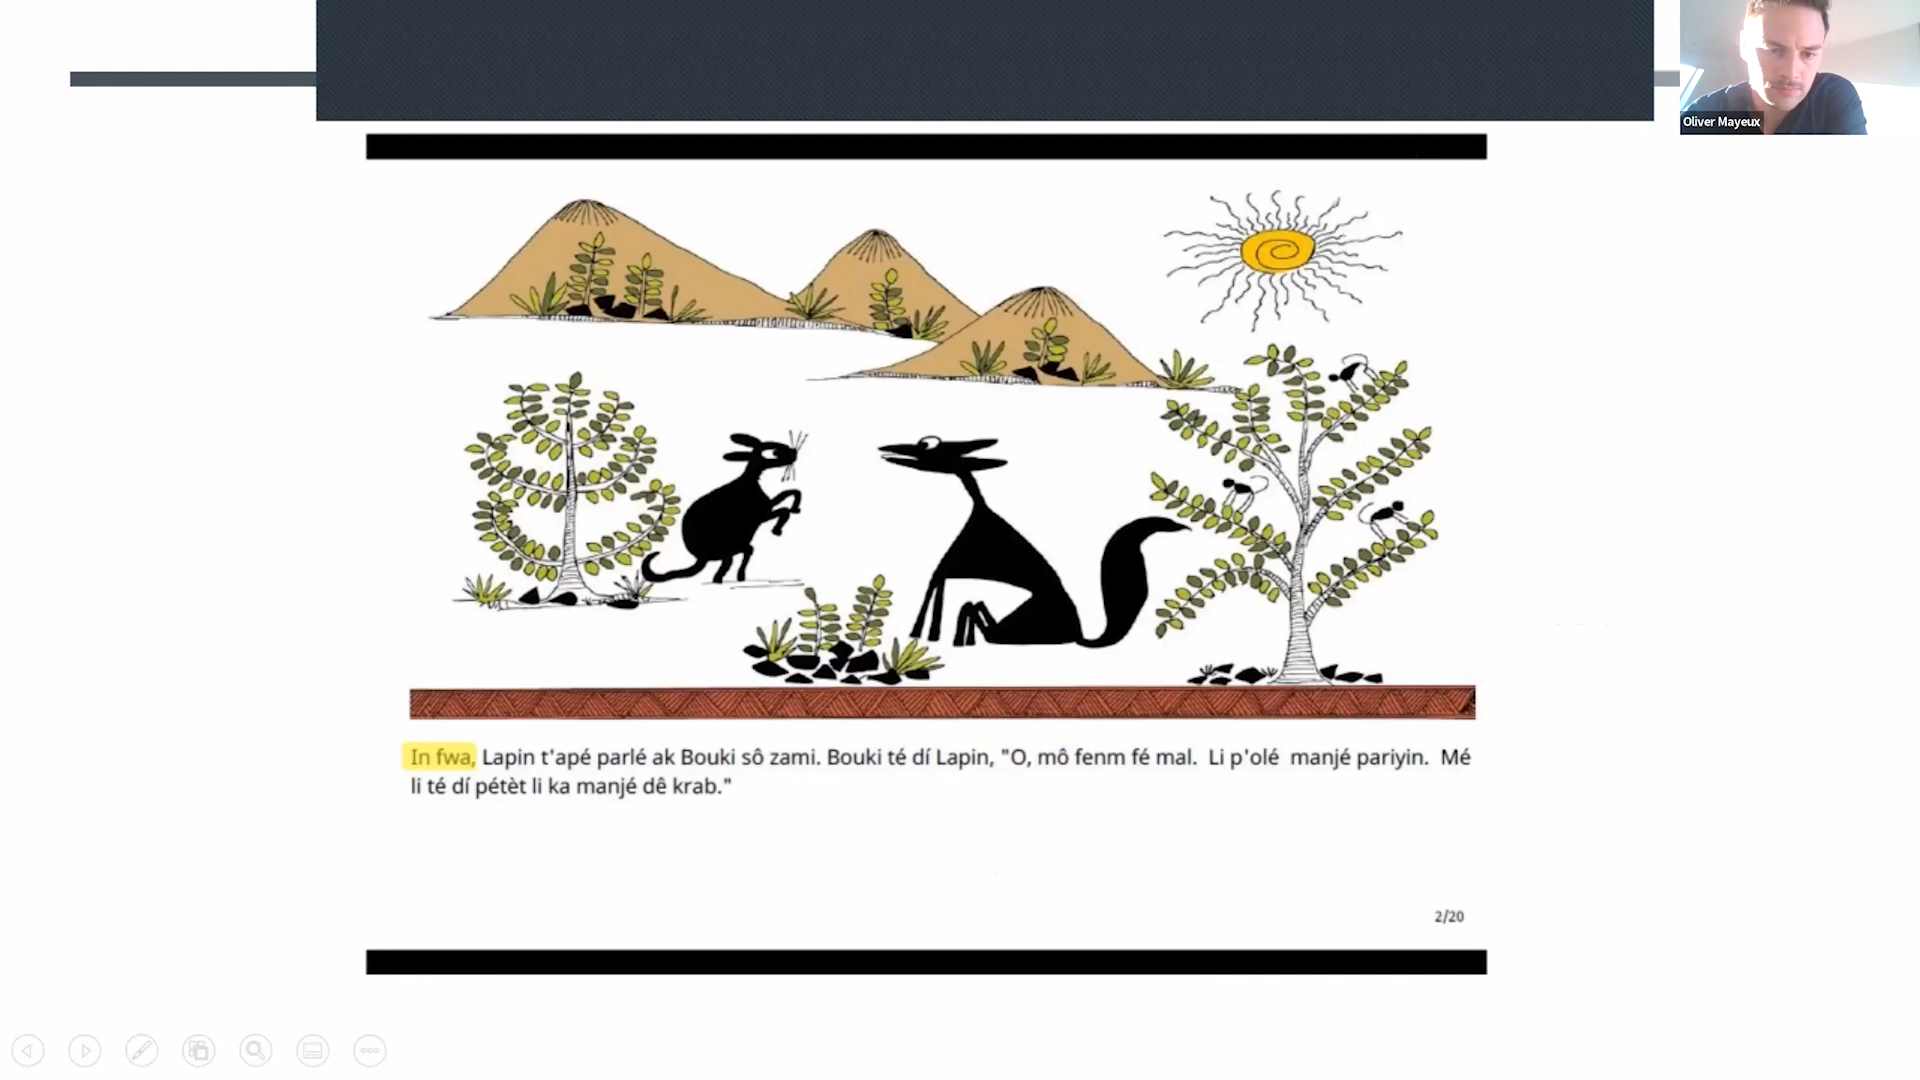 Oliver Mayeux
In fwa, Lapin t'apé parlé ak Bouki sô zami. Bouki té dí Lapin, "O, mô fenm fé mal. Li p'olé manjé pariyin. Mé
li té dí pétèt li ka manjé dê krab."
2/20